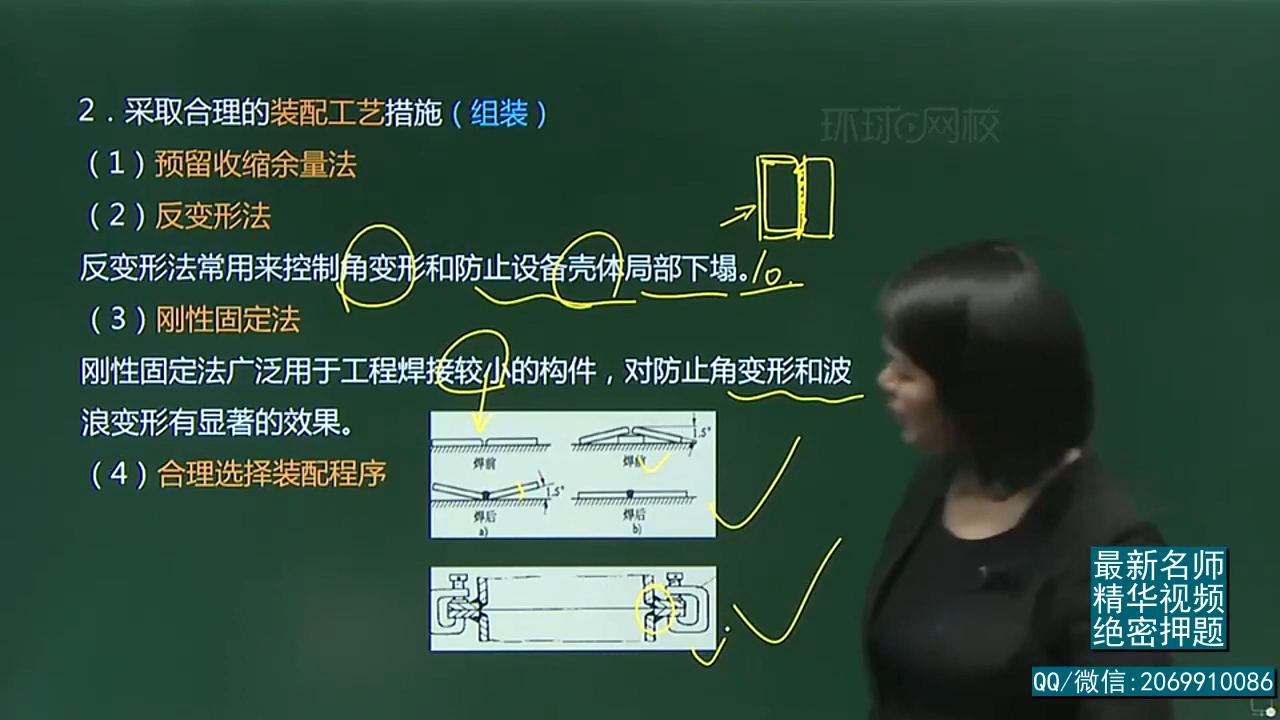 2．采取合理的装配工艺措施（组装）
环球网校
（1）预留收缩余量法
（2）反变形法
反变形法常用来控制角变形和防止设备壳体局部下塌。10.
（3）刚性固定法
刚性固定法广泛用于工程焊接较小的构件，对防止角变形和波
浪变形有显著的效果。
（4）合理选择装配程序
1.5°
焊前
焊前
1.5°
焊后
焊后
a)
b)
最新名师
精华视频
绝密押题
QQ/微信:2069910086